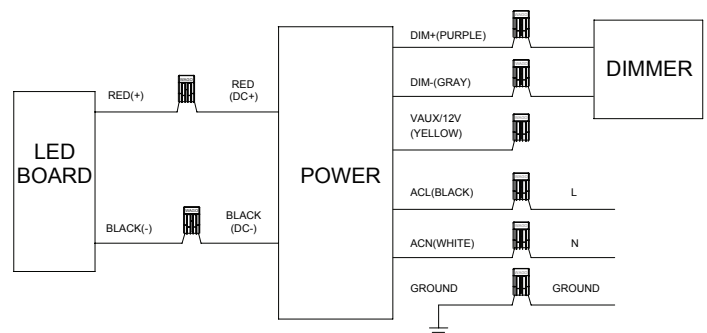 DIM+(PURPLE)
DIMMER
DIM-(GRAY)
RED(+)
RED
(DC+)
VAUX/12V
(YELLOW)
LED
BOARD
POWER
ACL(BLACK)
L
BLACK(-)
BLACK
(DC-)
ACN(WHITE)
N
GROUND
GROUND